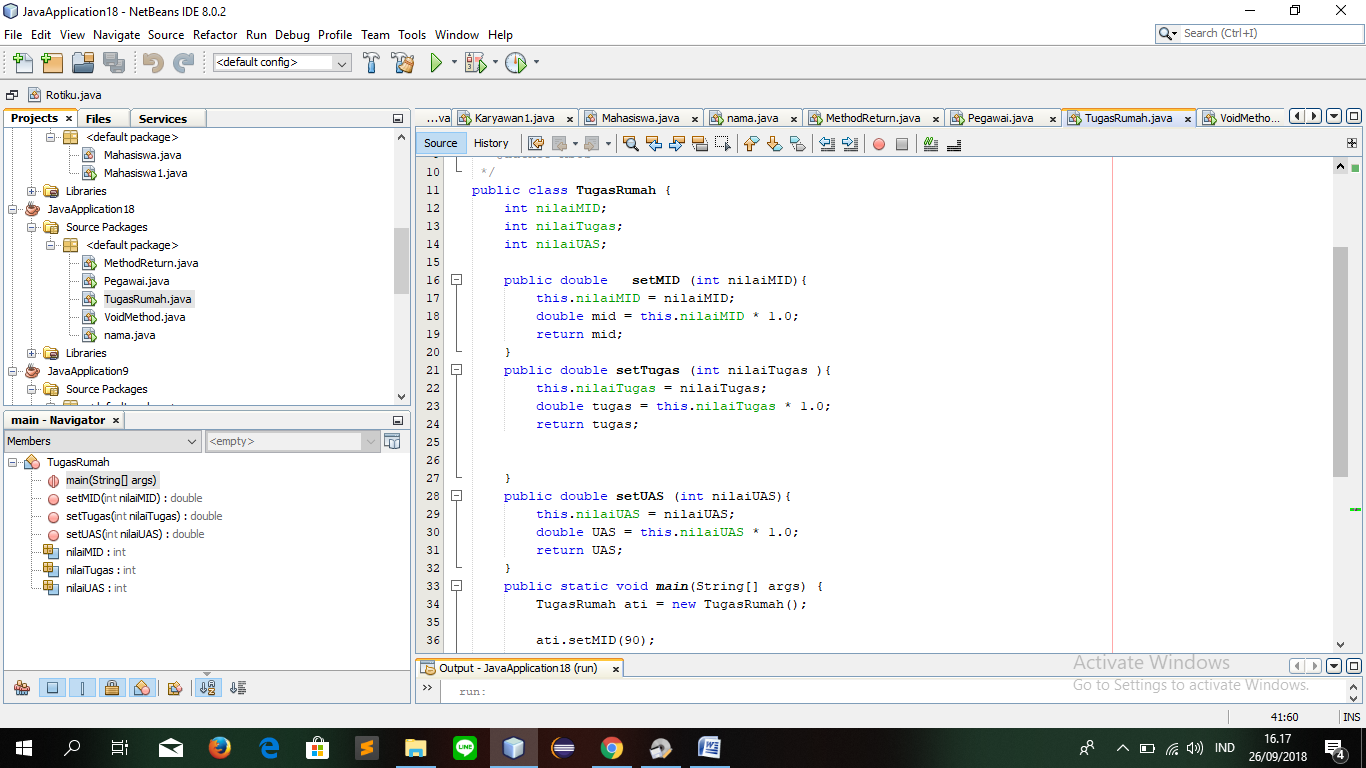 JavaApplication18 - NetBeans IDE 8.0.2
File Edit View Navigate Source Refactor Run Debug Profile Team Tools Window Help
Search (Ctrl+I)
<default config>
Rotiku.java
Projects Files Services
<default package>
Mahasiswa.java
Mahasiswa1.java
Libraries
JavaApplication18
Source Packages
<default package>
MethodReturn.java
Pegawai.java
TugasRumah.java
VoidMethod.java
nama.java
Libraries
JavaApplication9
Source Packages
main - Navigator
Members <empty>
TugasRumah
main(String[] args)
setMID(int nilaiMID) : double
setTugas(int nilaiTugas) : double
setUAS(int nilaiUAS) : double
nilaiMID : int
nilaiTugas : int
nilaiUAS : int
...va Karyawan1.java Mahasiswa.java nama.java MethodReturn.java Pegawai.java TugasRumah.java VoidMetho...
Source History
10 */
11 public class TugasRumah {
12 int nilaiMID;
13 int nilaiTugas;
14 int nilaiUAS;
15
16 public double setMID (int nilaiMID){
17 this.nilaiMID = nilaiMID;
18 double mid = this.nilaiMID * 1.0;
19 return mid;
20 }
21 public double setTugas (int nilaiTugas ){
22 this.nilaiTugas = nilaiTugas;
23 double tugas = this.nilaiTugas * 1.0;
24 return tugas;
25
26
27 }
28 public double setUAS (int nilaiUAS){
29 this.nilaiUAS = nilaiUAS;
30 double UAS = this.nilaiUAS * 1.0;
31 return UAS;
32 }
33 public static void main(String[] args) {
34 TugasRumah ati = new TugasRumah();
35
36 ati.setMID(90);
Output - JavaApplication18 (run)
run:
Activate Windows
Go to Settings to activate Windows.
41:60 INS
IND
16.17
26/09/2018
4